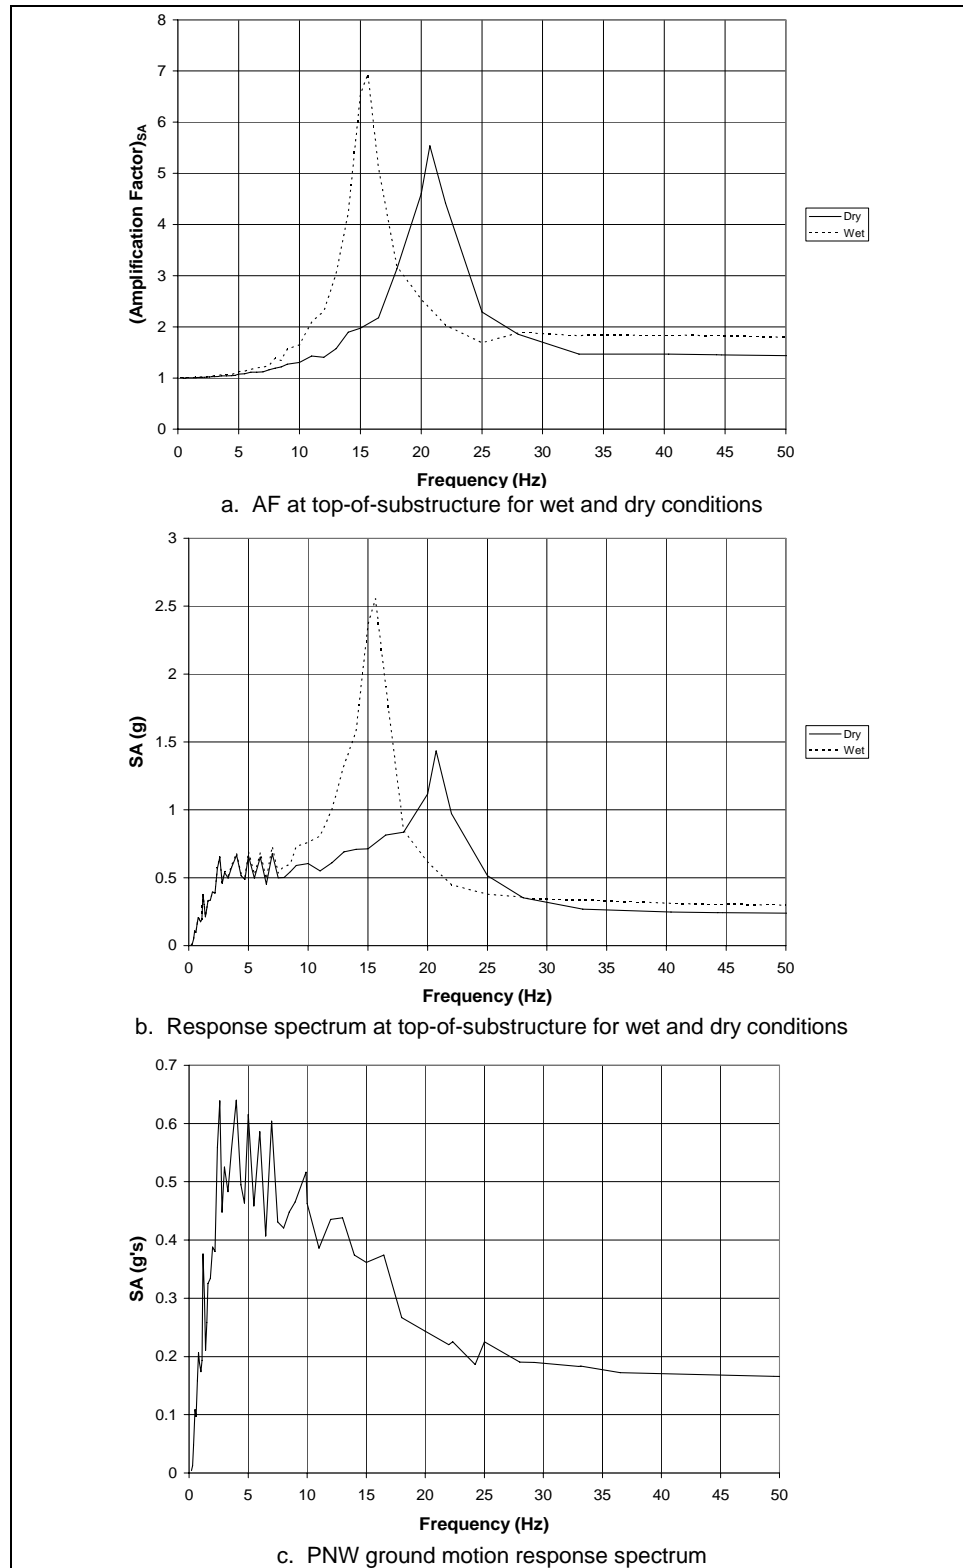 8
7
6
5
4
3
2
1
0
(Amplification Factor)SA
0 5 10 15 20 25 30 35 40 45 50
Frequency (Hz)
Dry
Wet
a. AF at top-of-substructure for wet and dry conditions
3
2.5
2
1.5
1
0.5
0
SA (g)
0 5 10 15 20 25 30 35 40 45 50
Frequency (Hz)
Dry
Wet
b. Response spectrum at top-of-substructure for wet and dry conditions
0.7
0.6
0.5
0.4
0.3
0.2
0.1
0
SA (g's)
0 5 10 15 20 25 30 35 40 45 50
Frequency (Hz)
c. PNW ground motion response spectrum